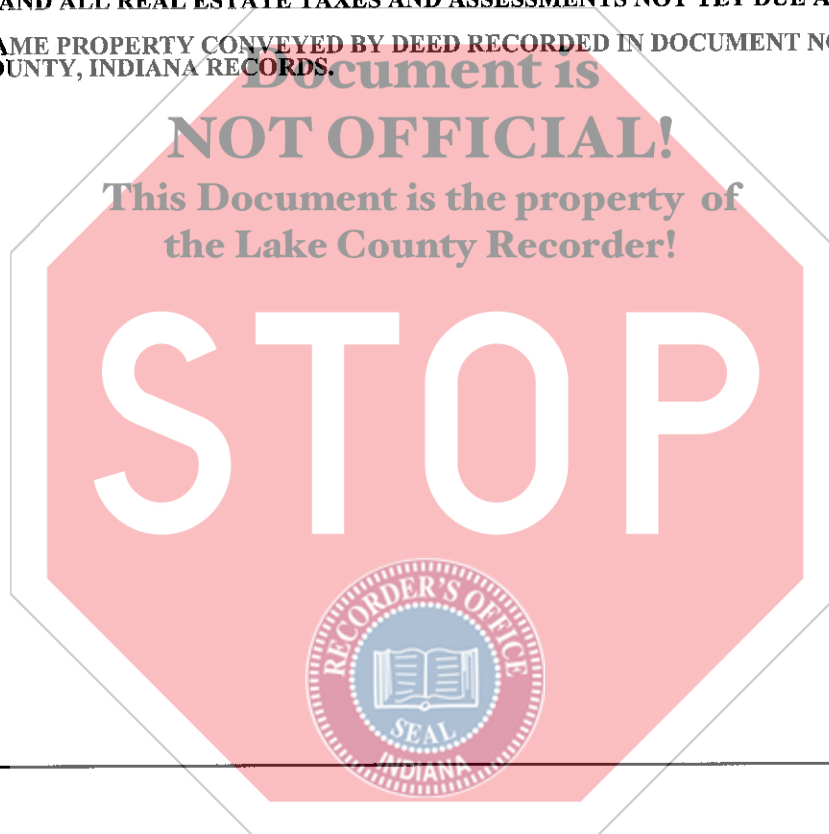 AND ALL REAL ESTATE TAXES AND ASSESSMENTS NOT YET DUE A
AME PROPERTY CONVEYED BY DEED RECORDED IN DOCUMENT NO
OUNTY, INDIANA RECORDS.
Document is
NOT OFFICIAL!
This Document is the property of
the Lake County Recorder!
STOP
RECORDER'S OFFICE
SEAL
INDIANA